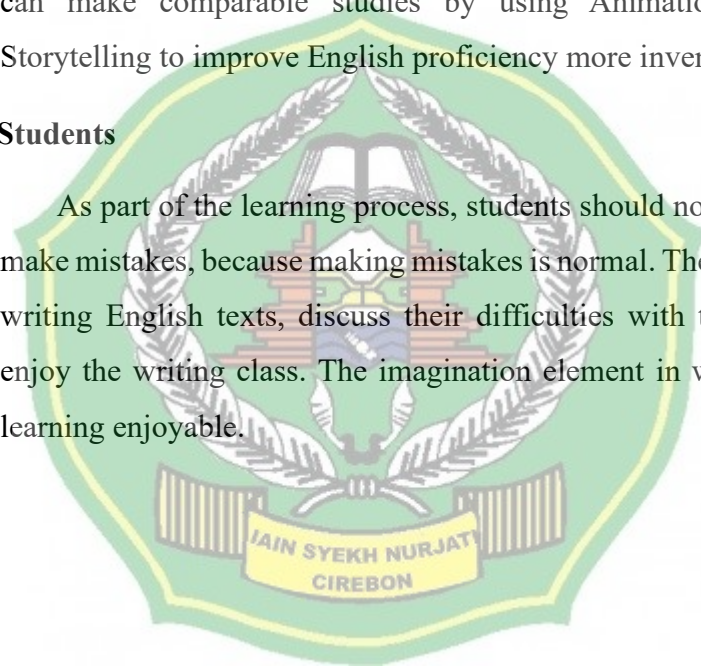 can make comparable studies by using Animatio
Storytelling to improve English proficiency more inver
Students
As part of the learning process, students should no
make mistakes, because making mistakes is normal. The
writing English texts, discuss their difficulties with t
enjoy the writing class. The imagination element in w
learning enjoyable.
IAIN SYEKH NURJATI
CIREBON